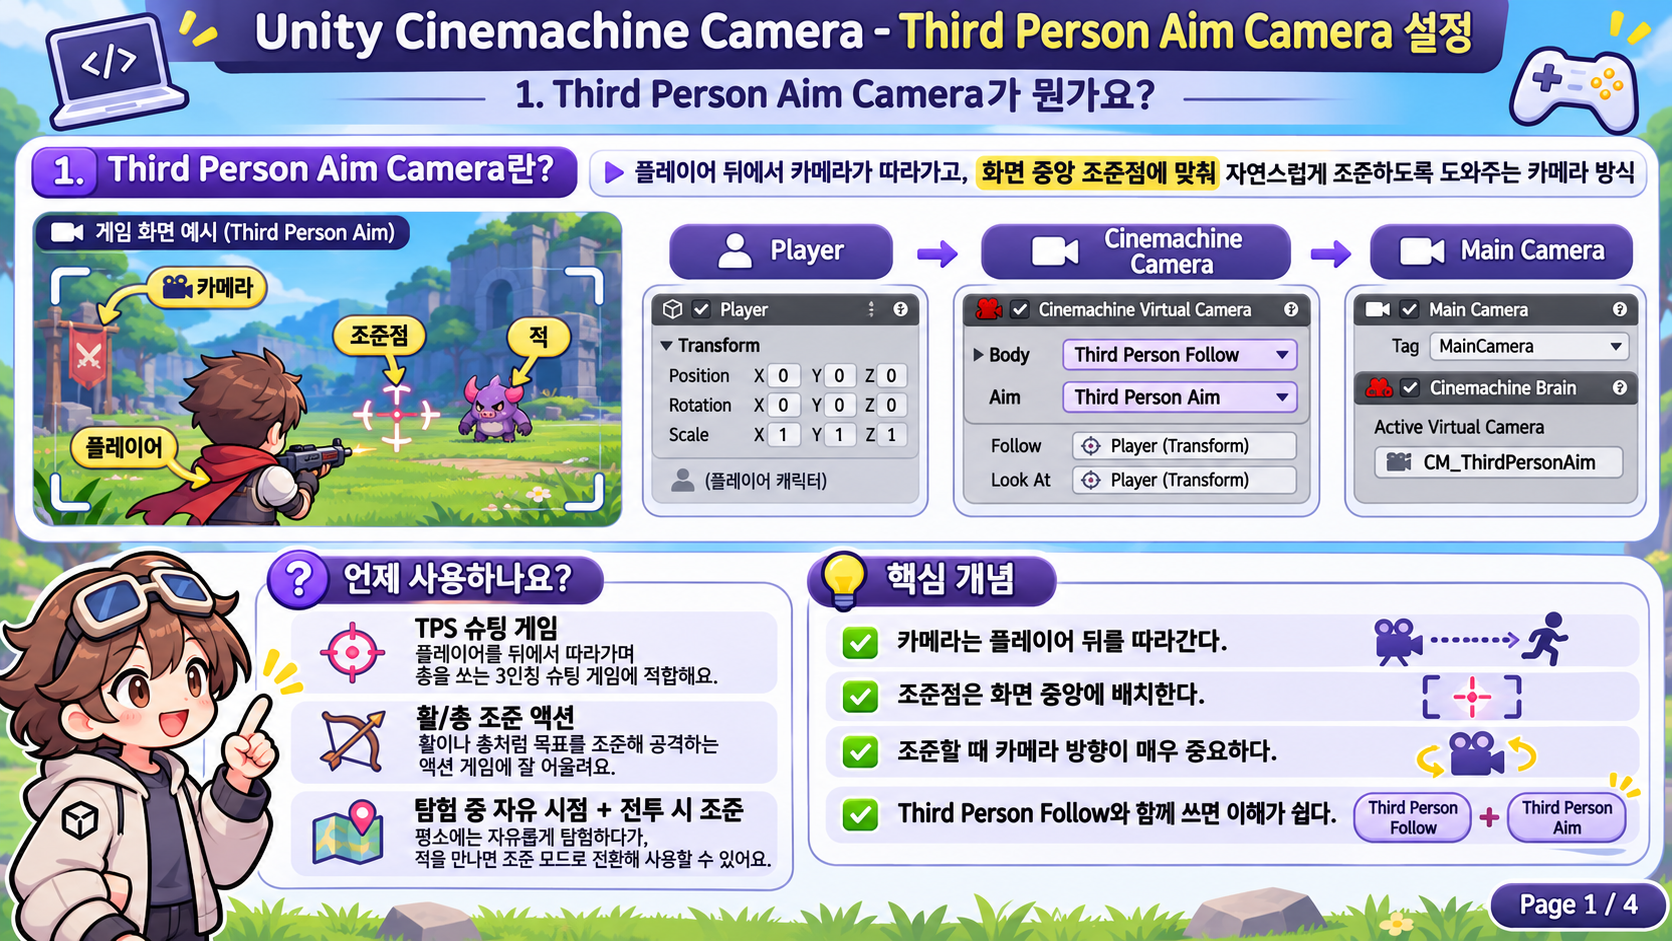 </>
Unity Cinemachine Camera - Third Person Aim Camera 설정
1. Third Person Aim Camera가 뭔가요?
1. Third Person Aim Camera란?
플레이어 뒤에서 카메라가 따라가고, 화면 중앙 조준점에 맞춰 자연스럽게 조준하도록 도와주는 카메라 방식
게임 화면 예시 (Third Person Aim)
카메라
조준점
적
플레이어
Player
Player
Transform
Position X 0 Y 0 Z 0
Rotation X 0 Y 0 Z 0
Scale X 1 Y 1 Z 1
(플레이어 캐릭터)
Cinemachine
Camera
Cinemachine Virtual Camera
Body Third Person Follow
Aim Third Person Aim
Follow Player (Transform)
Look At Player (Transform)
Main Camera
Main Camera
Tag MainCamera
Cinemachine Brain
Active Virtual Camera
CM_ThirdPersonAim
? 언제 사용하나요?
TPS 슈팅 게임
플레이어를 뒤에서 따라가며
총을 쏘는 3인칭 슈팅 게임에 적합해요.
활/총 조준 액션
활이나 총처럼 목표를 조준해 공격하는
액션 게임에 잘 어울려요.
탐험 중 자유 시점 + 전투 시 조준
평소에는 자유롭게 탐험하다가,
적을 만나면 조준 모드로 전환해 사용할 수 있어요.
핵심 개념
카메라는 플레이어 뒤를 따라간다.
조준점은 화면 중앙에 배치한다.
조준할 때 카메라 방향이 매우 중요하다.
Third Person Follow와 함께 쓰면 이해가 쉽다.
Third Person
Follow
+
Third Person
Aim
Page 1 / 4